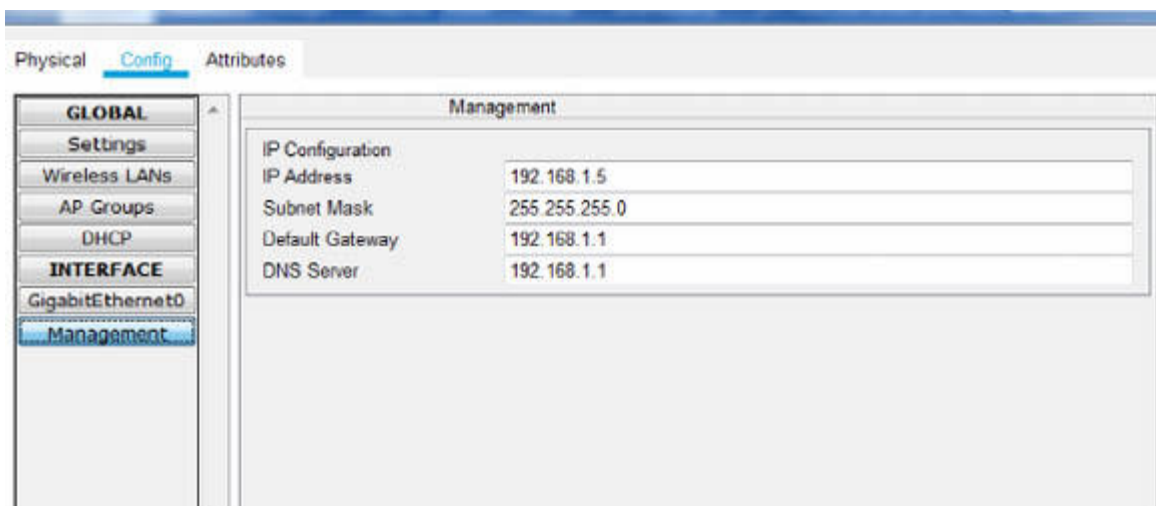 Physical Config Attributes
GLOBAL
Settings
Wireless LANs
AP Groups
DHCP
INTERFACE
GigabitEthernet0
Management
Management
IP Configuration
IP Address 192.168.1.5
Subnet Mask 255.255.255.0
Default Gateway 192.168.1.1
DNS Server 192.168.1.1